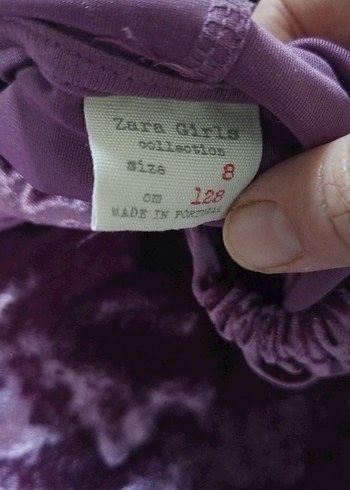 Zara Girls
collection
size 8
cm 128
MADE IN PORTUGAL